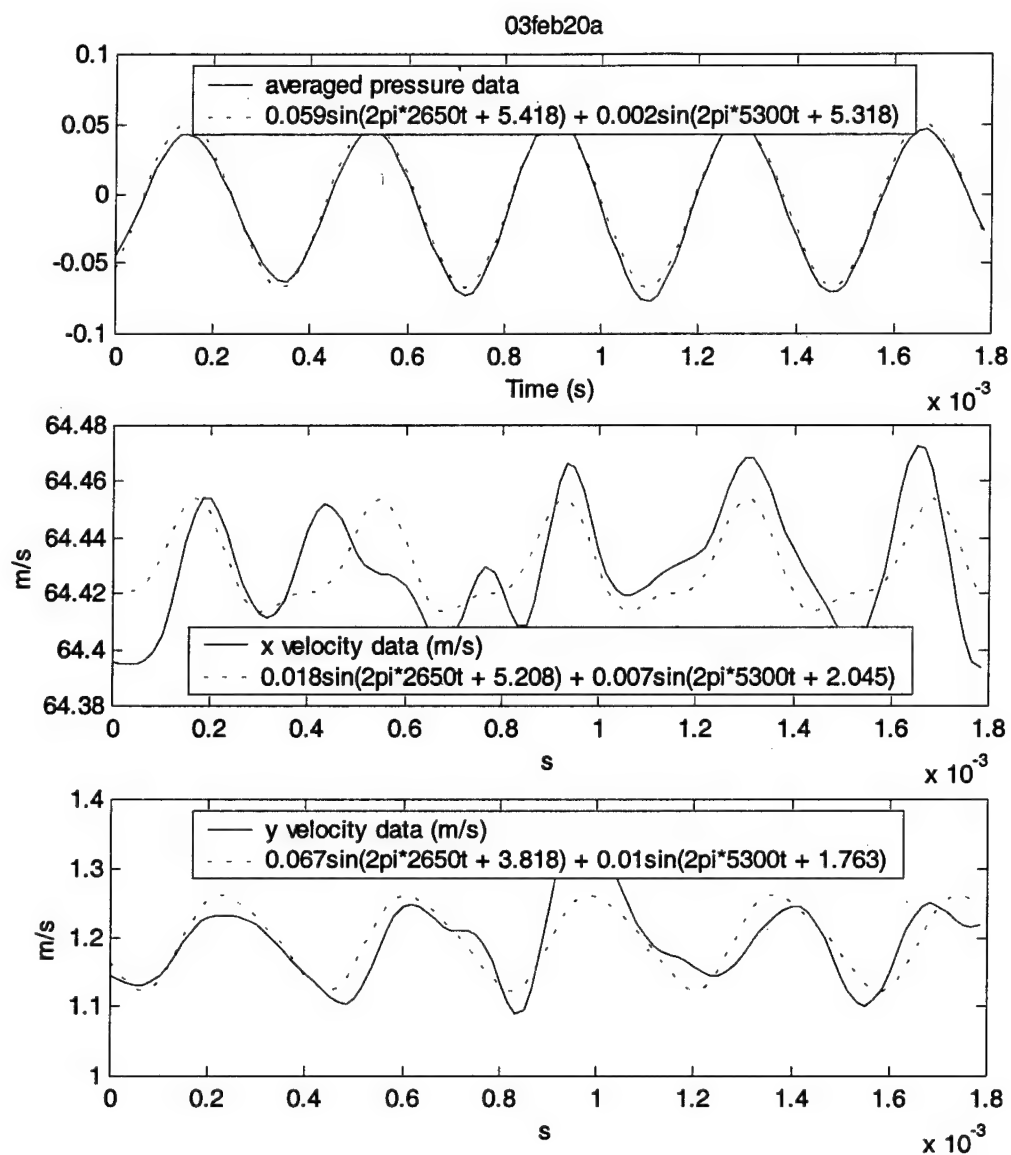 03feb20a
0.1
averaged pressure data
0.059sin(2pi*2650t + 5.418) + 0.002sin(2pi*5300t + 5.318)
0.05
0
-0.05
-0.1
0 0.2 0.4 0.6 0.8 1 1.2 1.4 1.6 1.8
Time (s)
x 10-3
64.48
64.46
64.44
64.42
64.4
64.38
m/s
x velocity data (m/s)
0.018sin(2pi*2650t + 5.208) + 0.007sin(2pi*5300t + 2.045)
0 0.2 0.4 0.6 0.8 1 1.2 1.4 1.6 1.8
s
x 10-3
1.4
y velocity data (m/s)
0.067sin(2pi*2650t + 3.818) + 0.01sin(2pi*5300t + 1.763)
1.3
1.2
1.1
1
m/s
0 0.2 0.4 0.6 0.8 1 1.2 1.4 1.6 1.8
s
x 10-3